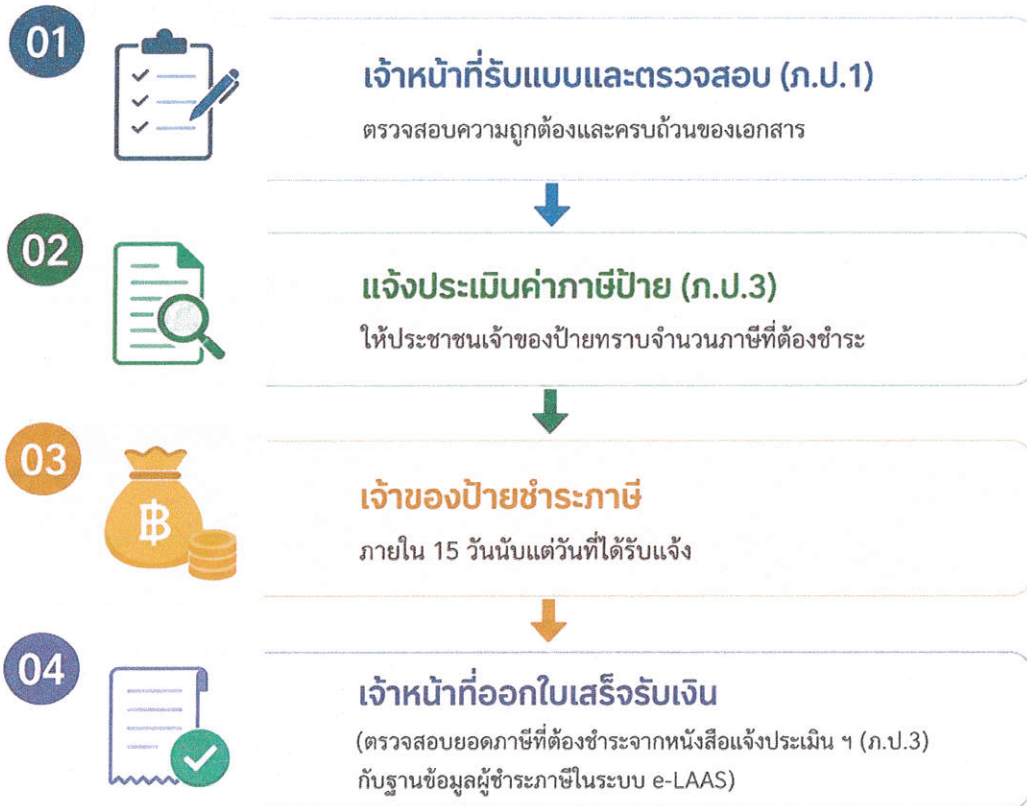 01
เจ้าหน้าที่รับแบบและตรวจสอบ (ภ.ป.1)
ตรวจสอบความถูกต้องและครบถ้วนของเอกสาร
02
แจ้งประเมินค่าภาษีป้าย (ภ.ป.3)
ให้ประชาชนเจ้าของป้ายทราบจำนวนภาษีที่ต้องชำระ
03
฿
เจ้าของป้ายชำระภาษี
ภายใน 15 วันนับแต่วันที่ได้รับแจ้ง
04
เจ้าหน้าที่ออกใบเสร็จรับเงิน
(ตรวจสอบยอดภาษีที่ต้องชำระจากหนังสือแจ้งประเมิน ฯ (ภ.ป.3)
กับฐานข้อมูลผู้ชำระภาษีในระบบ e-LAAS)